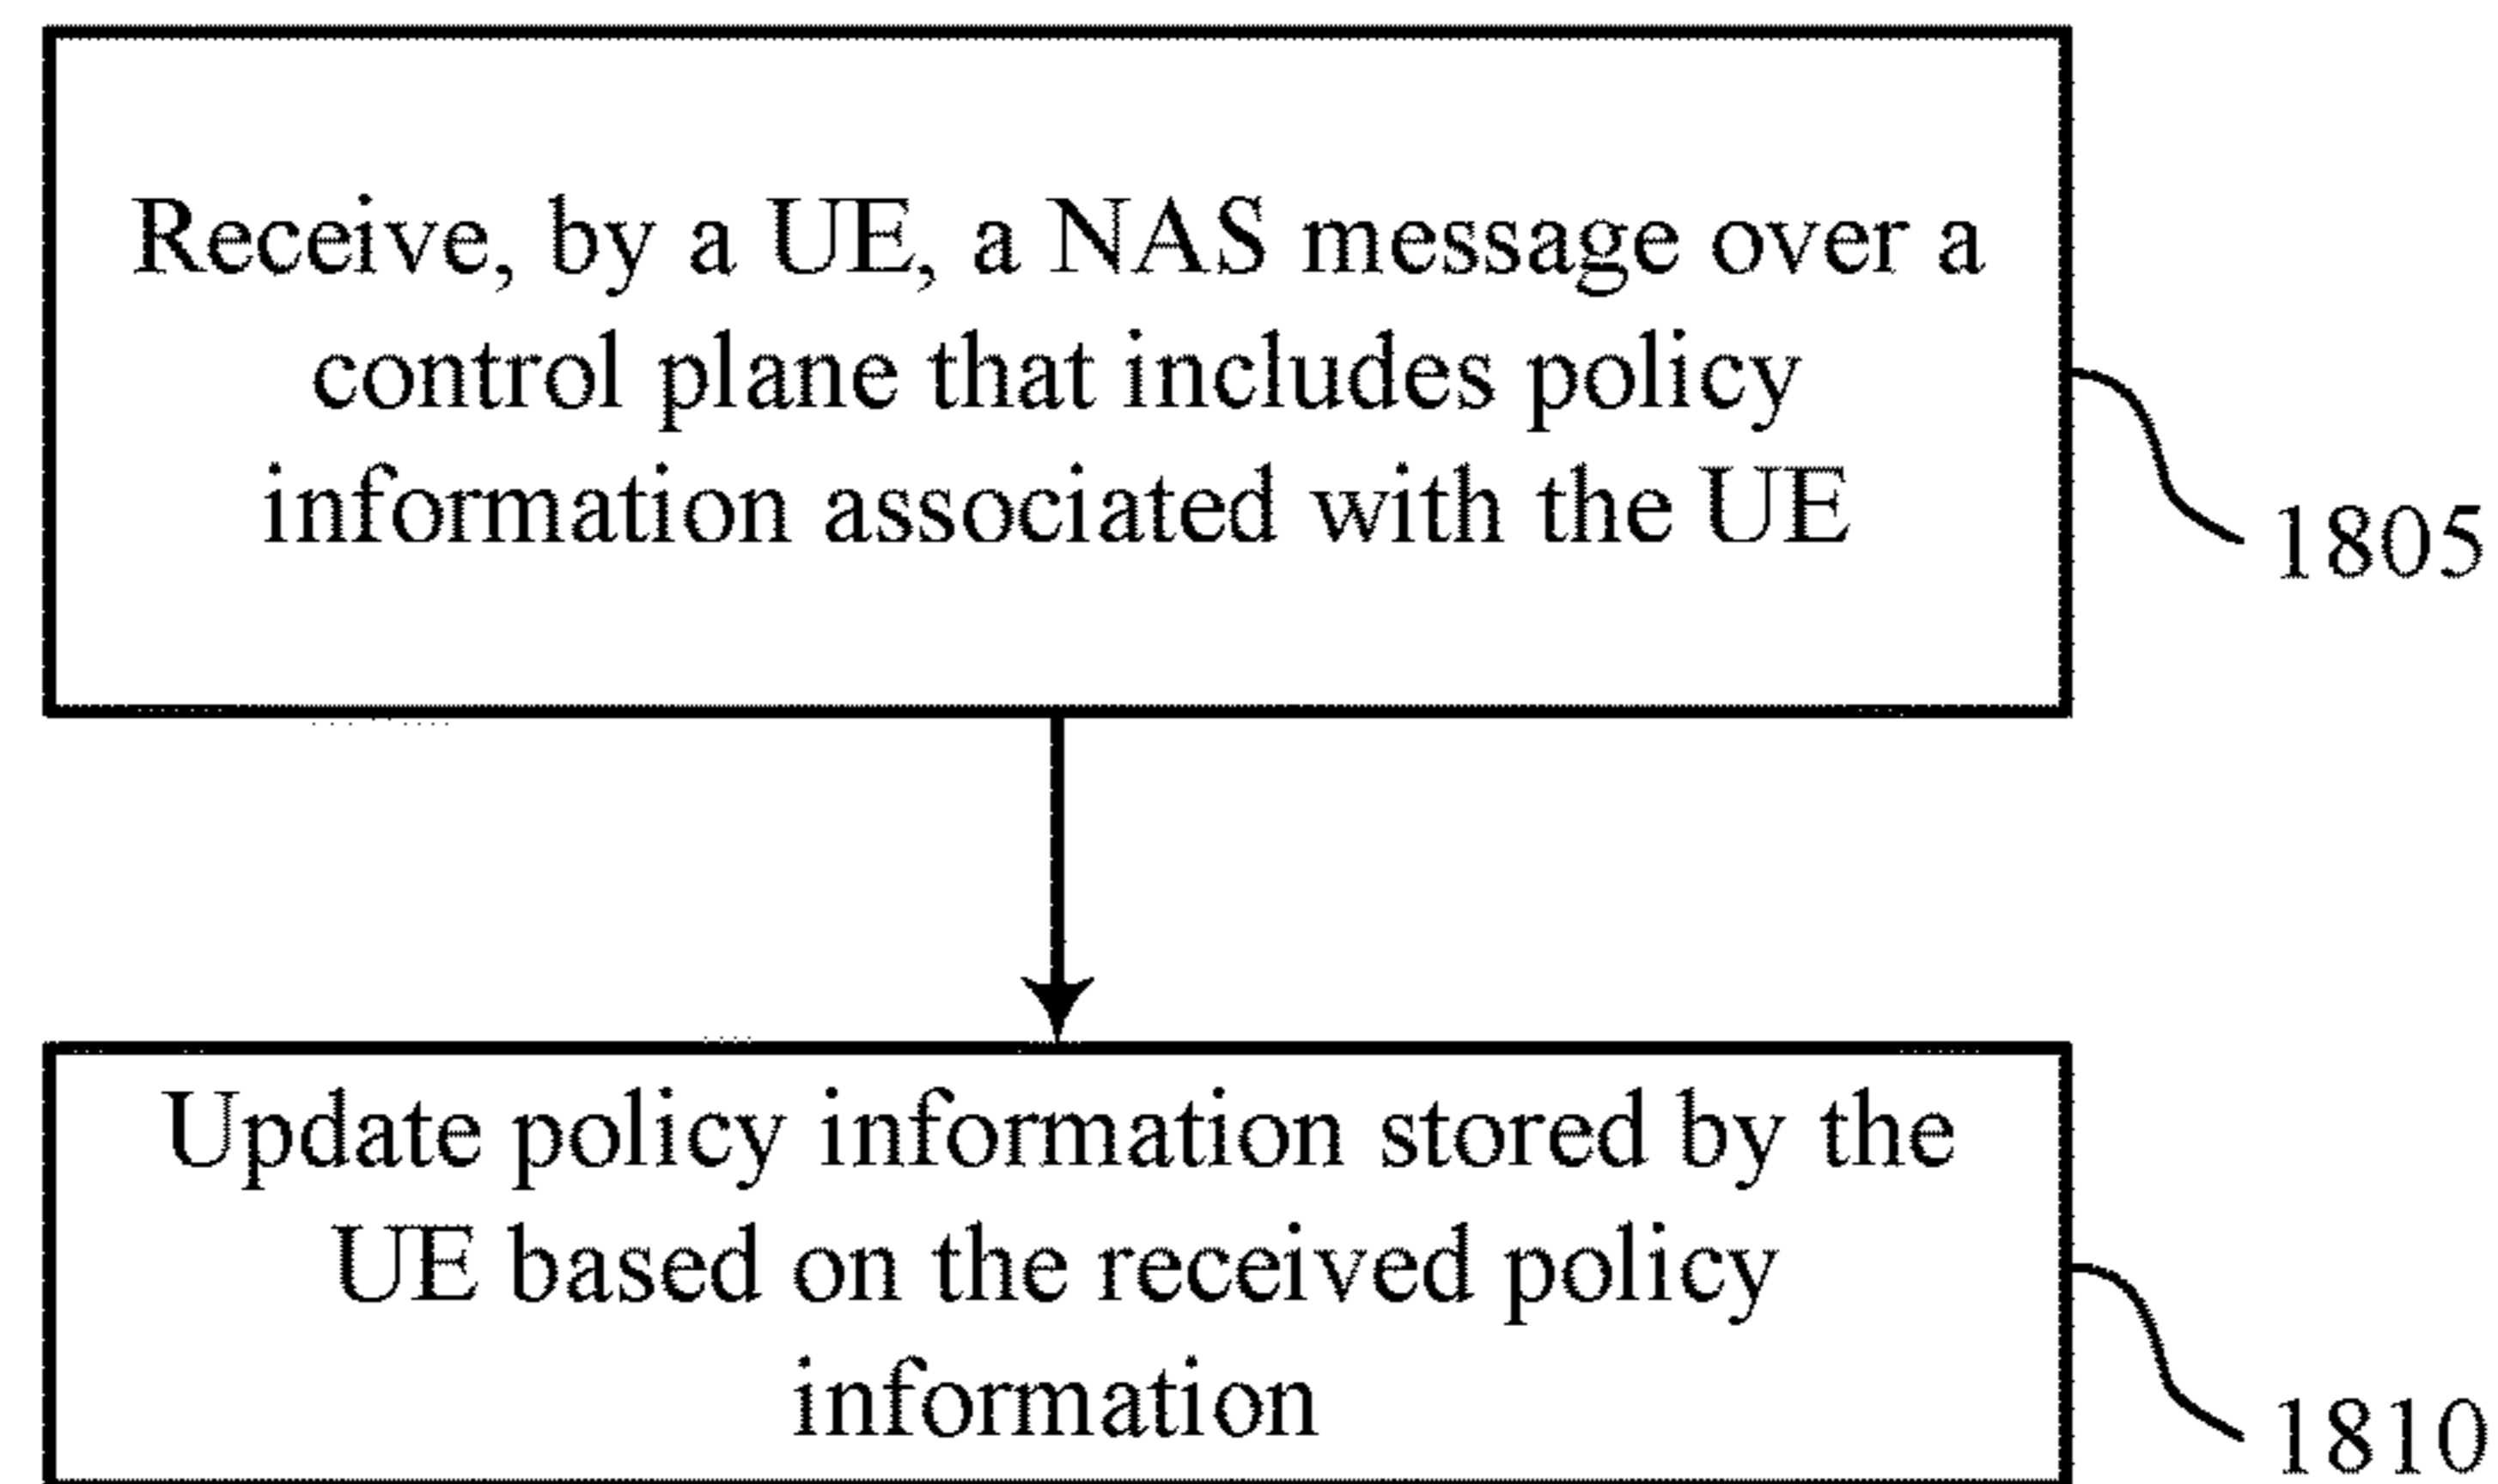 Receive, by a UE, a NAS message over a
control plane that includes policy
information associated with the UE
1805
Update policy information stored by the
UE based on the received policy
information
1810